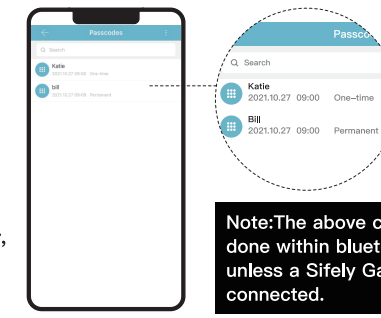 Passcodes
Search
Katie
2021.10.27 09:00 One-time
bill
2021.10.27 09:00 Permanent
Passco
Search
Katie
2021.10.27 09:00 One-time
Bill
2021.10.27 09:00 Permanent
Note:The above c
done within bluet
unless a Sifely Ga
connected.